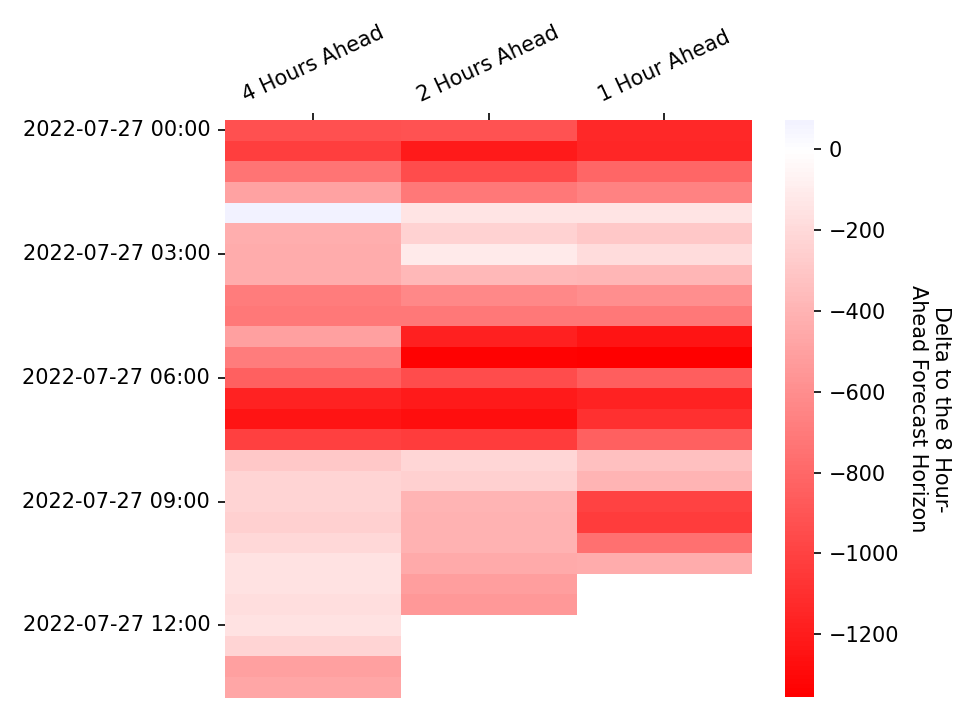 4 Hours Ahead
2 Hours Ahead
1 Hour Ahead
2022-07-27 00:00
2022-07-27 03:00
2022-07-27 06:00
2022-07-27 09:00
2022-07-27 12:00
0
−200
−400
−600
−800
−1000
−1200
Delta to the 8 Hour-
Ahead Forecast Horizon